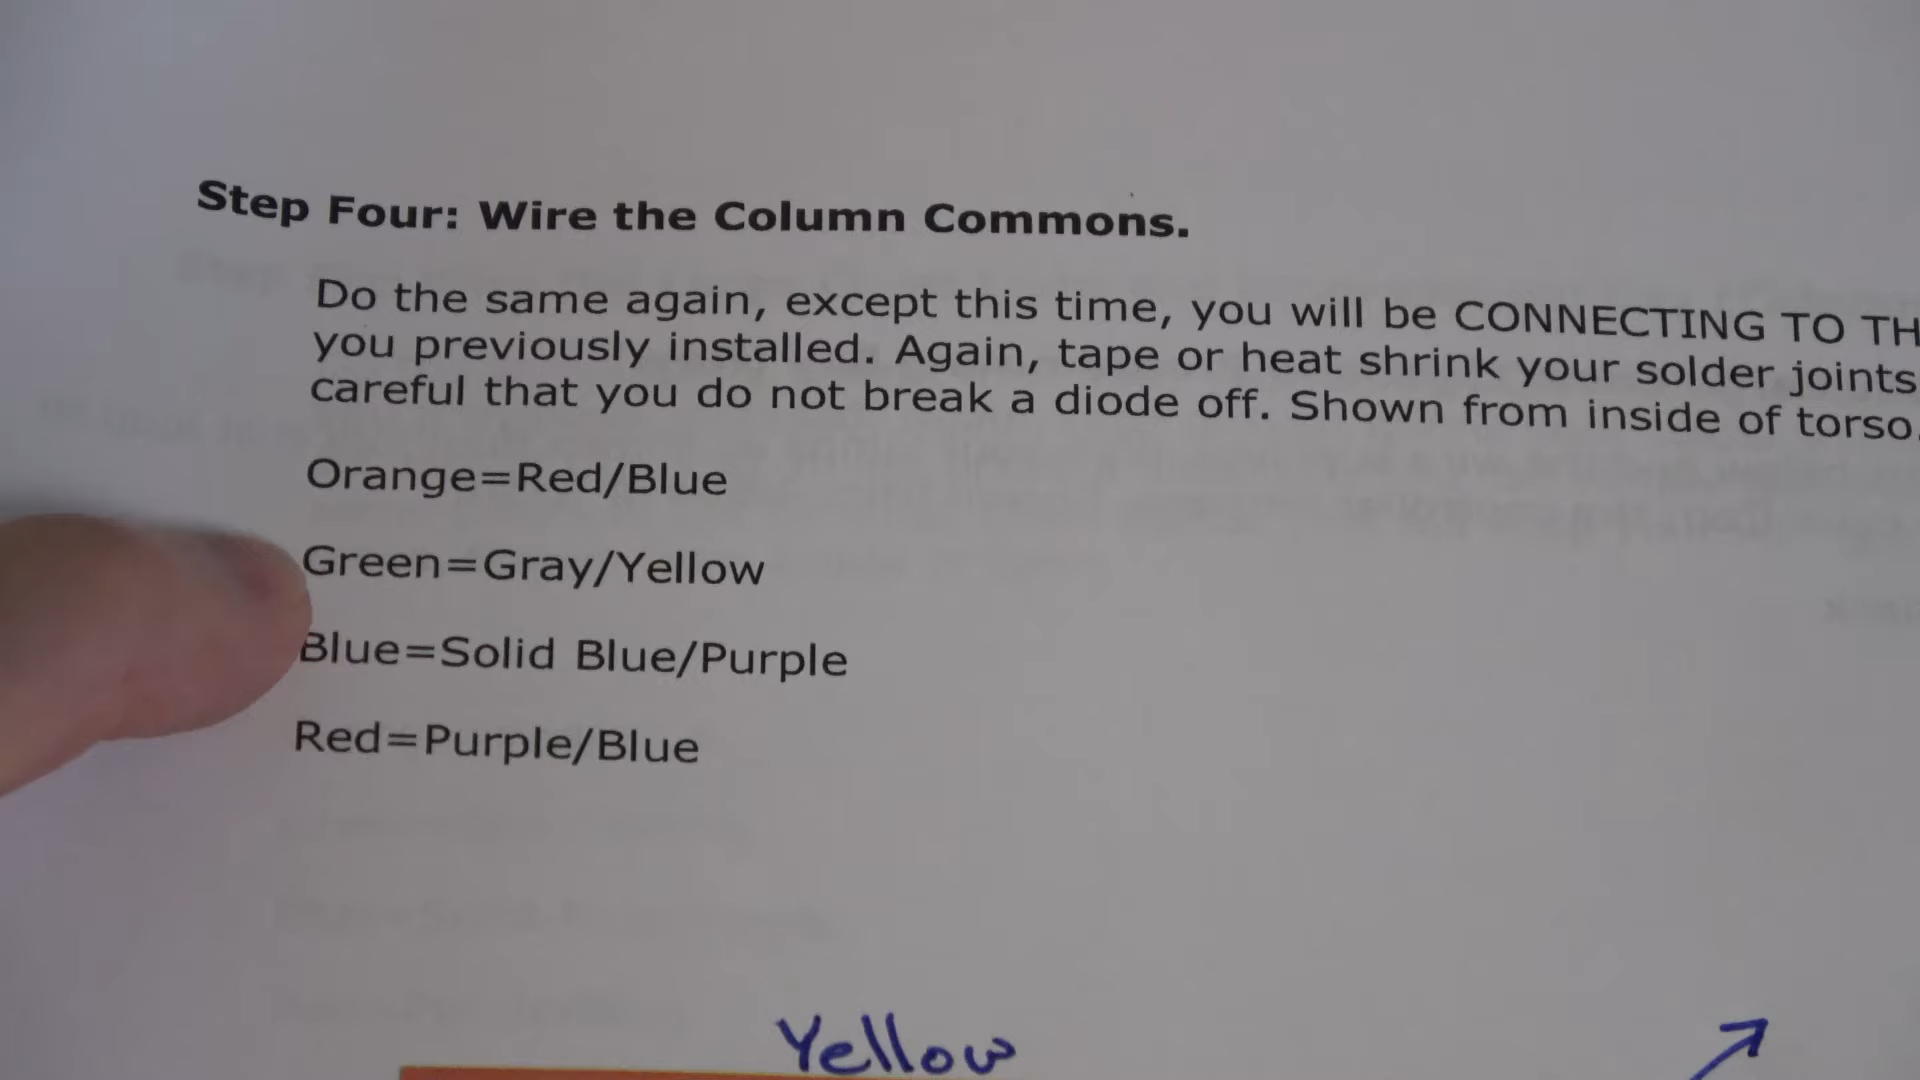 Step Four: Wire the Column Commons.
Do the same again, except this time, you will be CONNECTING TO TH
you previously installed. Again, tape or heat shrink your solder joints
careful that you do not break a diode off. Shown from inside of torso.
Orange=Red/Blue
Green=Gray/Yellow
Blue=Solid Blue/Purple
Red=Purple/Blue
Yellow